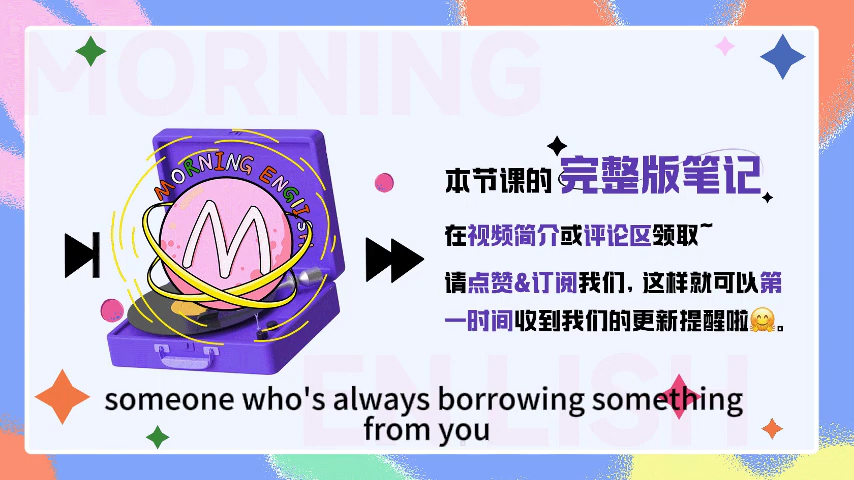 MORNING
MORNING ENGLISH
M
本节课的 完整版笔记
在视频简介或评论区领取~
请点赞&订阅我们，这样就可以第
一时间收到我们的更新提醒啦🤗。
someone who's always borrowing something
from you